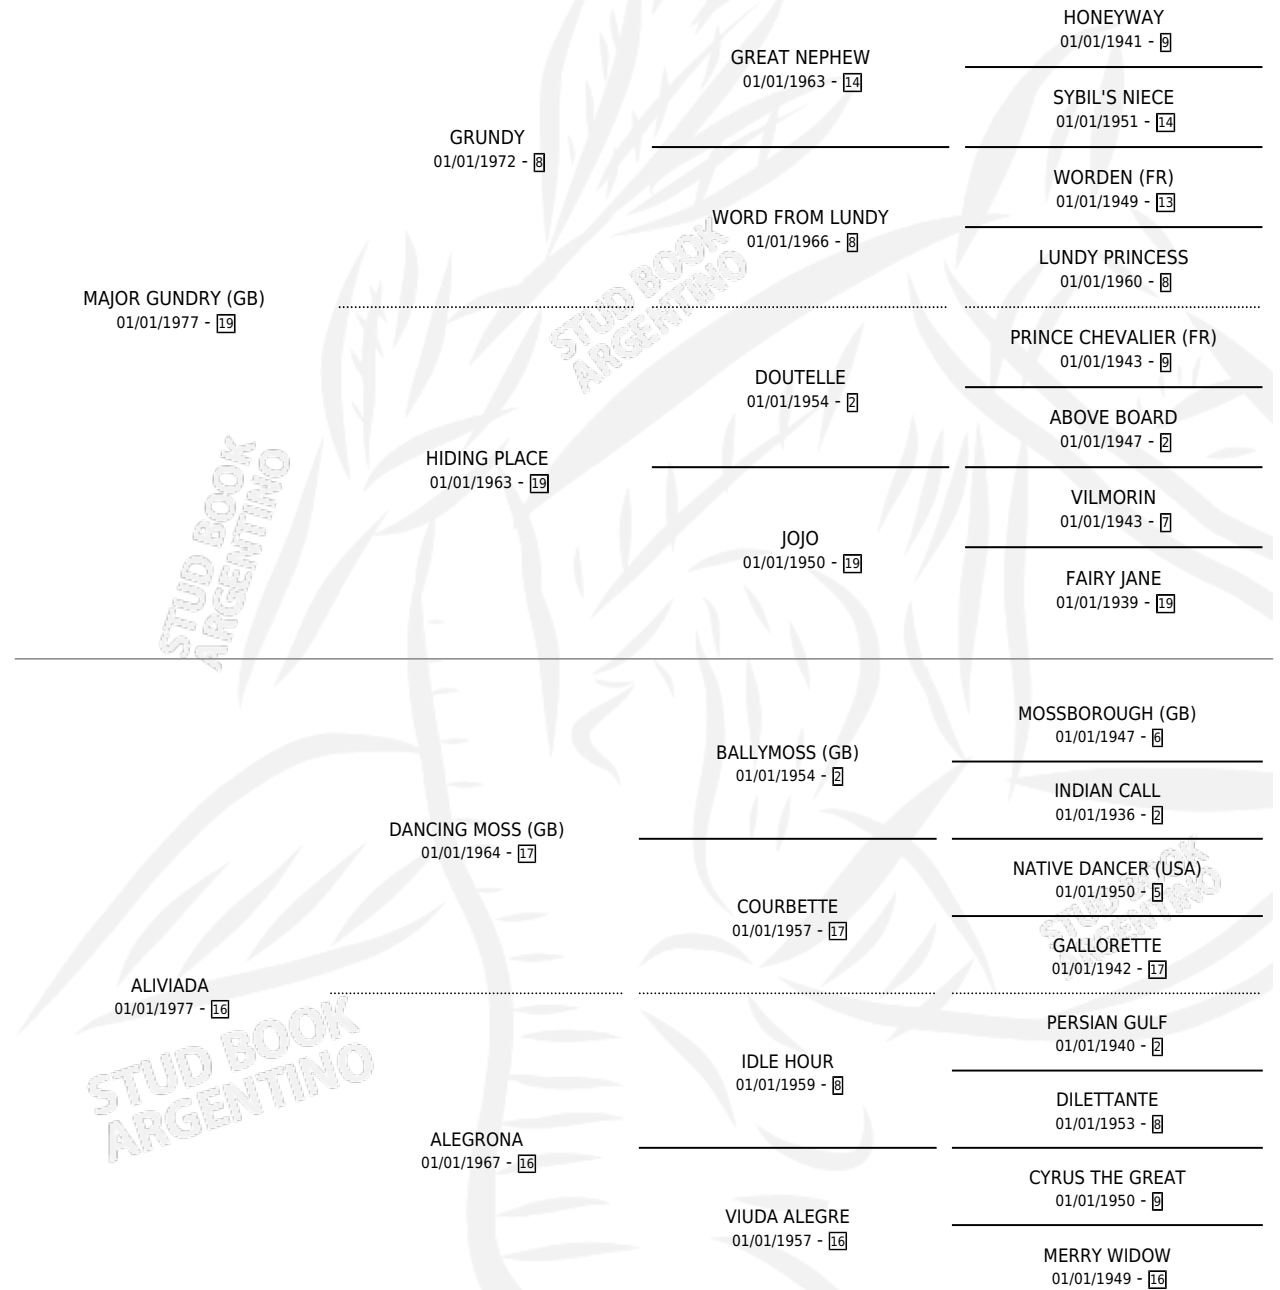 HONEYWAY
01/01/1941 - 9
GREAT NEPHEW
01/01/1963 - 14
SYBIL'S NIECE
01/01/1951 - 14
GRUNDY
01/01/1972 - 8
WORDEN (FR)
01/01/1949 - 13
WORD FROM LUNDY
01/01/1966 - 8
LUNDY PRINCESS
01/01/1960 - 8
MAJOR GUNDRY (GB)
01/01/1977 - 19
STUD BOOK
ARGENTINO
PRINCE CHEVALIER (FR)
01/01/1943 - 9
DOUTELLE
01/01/1954 - 2
ABOVE BOARD
01/01/1947 - 2
HIDING PLACE
01/01/1963 - 19
VILMORIN
01/01/1943 - 7
JOJO
01/01/1950 - 19
FAIRY JANE
01/01/1939 - 19
STUD BOOK
ARGENTINO
MOSSBOROUGH (GB)
01/01/1947 - 6
BALLYMOSS (GB)
01/01/1954 - 2
INDIAN CALL
01/01/1936 - 2
DANCING MOSS (GB)
01/01/1964 - 17
NATIVE DANCER (USA)
01/01/1950 - 5
COURBETTE
01/01/1957 - 17
GALLORETTE
01/01/1942 - 17
STUD BOOK
ARGENTINO
ALIVIADA
01/01/1977 - 16
PERSIAN GULF
01/01/1940 - 2
IDLE HOUR
01/01/1959 - 8
DILETTANTE
01/01/1953 - 8
STUD BOOK
ARGENTINO
ALEGRONA
01/01/1967 - 16
CYRUS THE GREAT
01/01/1950 - 9
VIUDA ALEGRE
01/01/1957 - 16
MERRY WIDOW
01/01/1949 - 16